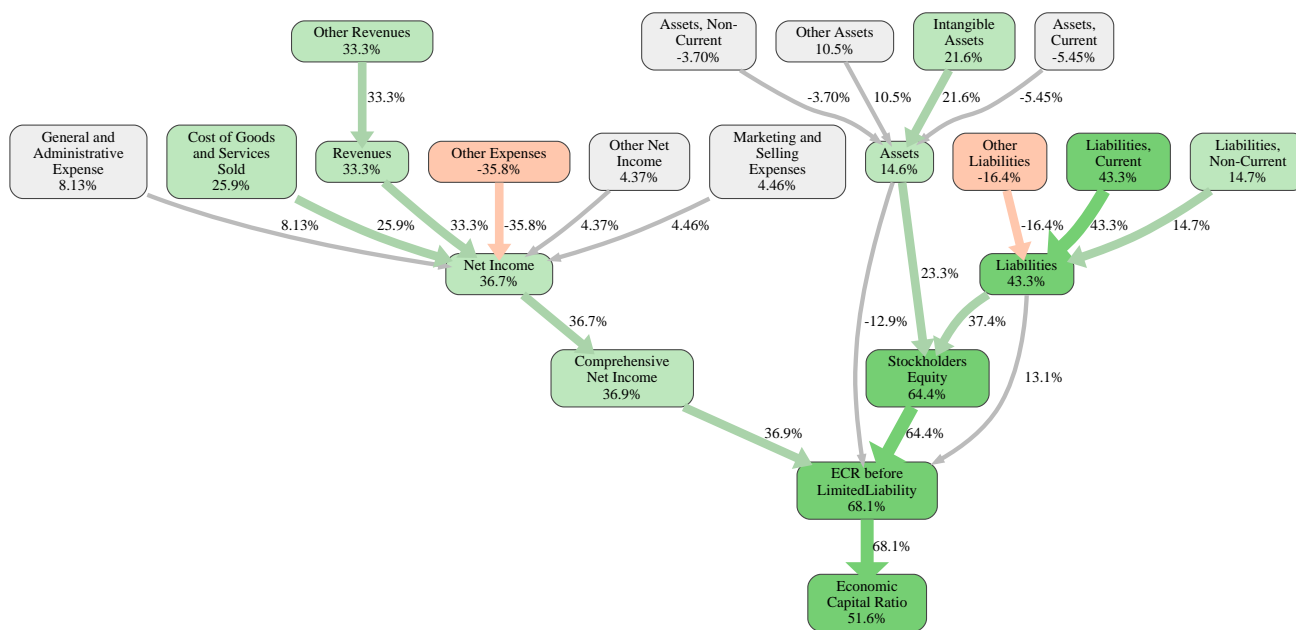 Other Revenues
33.3%
Assets, Non-
Current
-3.70%
Other Assets
10.5%
Intangible
Assets
21.6%
Assets,
Current
-5.45%
33.3%
-3.70%
10.5%
21.6%
-5.45%
General and
Administrative
Expense
8.13%
Cost of Goods
and Services
Sold
25.9%
Revenues
33.3%
Other Expenses
-35.8%
Other Net
Income
4.37%
Marketing and
Selling
Expenses
4.46%
Assets
14.6%
Other
Liabilities
-16.4%
Liabilities,
Current
43.3%
Liabilities,
Non-Current
14.7%
8.13%
25.9%
33.3%
-35.8%
4.37%
4.46%
-16.4%
43.3%
14.7%
Net Income
36.7%
23.3%
Liabilities
43.3%
36.7%
-12.9%
37.4%
Comprehensive
Net Income
36.9%
Stockholders
Equity
64.4%
13.1%
36.9%
64.4%
ECR before
LimitedLiability
68.1%
68.1%
Economic
Capital Ratio
51.6%